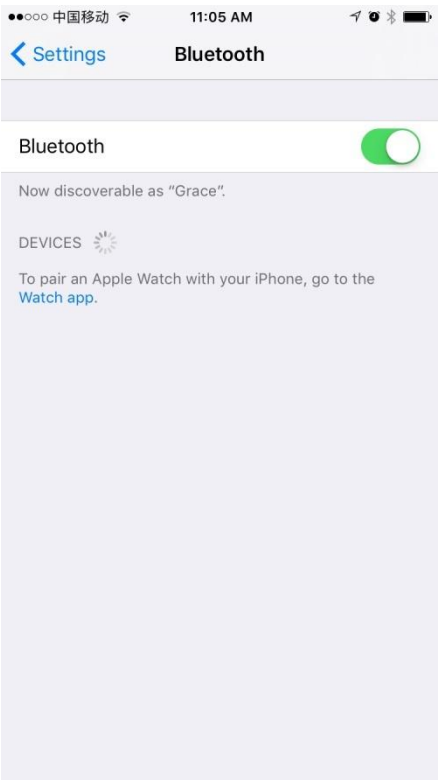 中国移动 11:05 AM
Settings Bluetooth
Bluetooth
Now discoverable as “Grace”.
DEVICES
To pair an Apple Watch with your iPhone, go to the
Watch app.